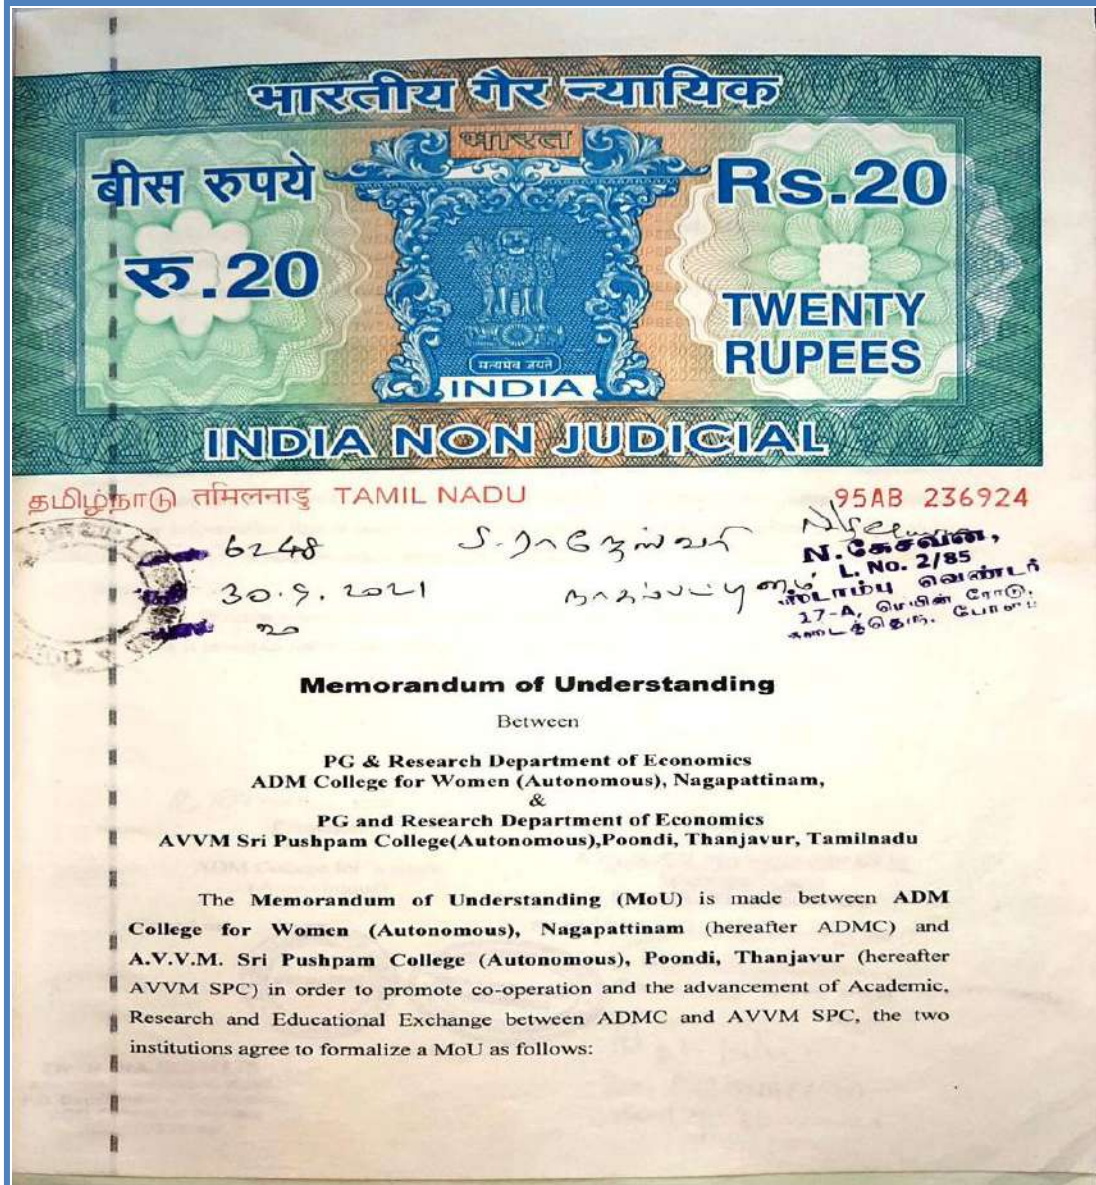 भारतीय गैर न्यायिक
भारत
बीस रुपये
रु.20
Rs.20
TWENTY
RUPEES
सत्यमेव जयते
INDIA
INDIA NON JUDICIAL
தமிழ்நாடு तमिलनाडु TAMIL NADU
95AB 236924
6248
30.9.2021
20
நாகப்பட்டினம்
N. கேசவன்,
L. No. 2/85
ஸ்டாம்பு வெண்டர்
17-A, மெயின் ரோடு,
Memorandum of Understanding
Between
PG & Research Department of Economics
ADM College for Women (Autonomous), Nagapattinam,
&
PG and Research Department of Economics
AVVM Sri Pushpam College(Autonomous),Poondi, Thanjavur, Tamilnadu
The Memorandum of Understanding (MoU) is made between ADM
College for Women (Autonomous), Nagapattinam (hereafter ADMC) and
A.V.V.M. Sri Pushpam College (Autonomous), Poondi, Thanjavur (hereafter
AVVM SPC) in order to promote co-operation and the advancement of Academic,
Research and Educational Exchange between ADMC and AVVM SPC, the two
institutions agree to formalize a MoU as follows: